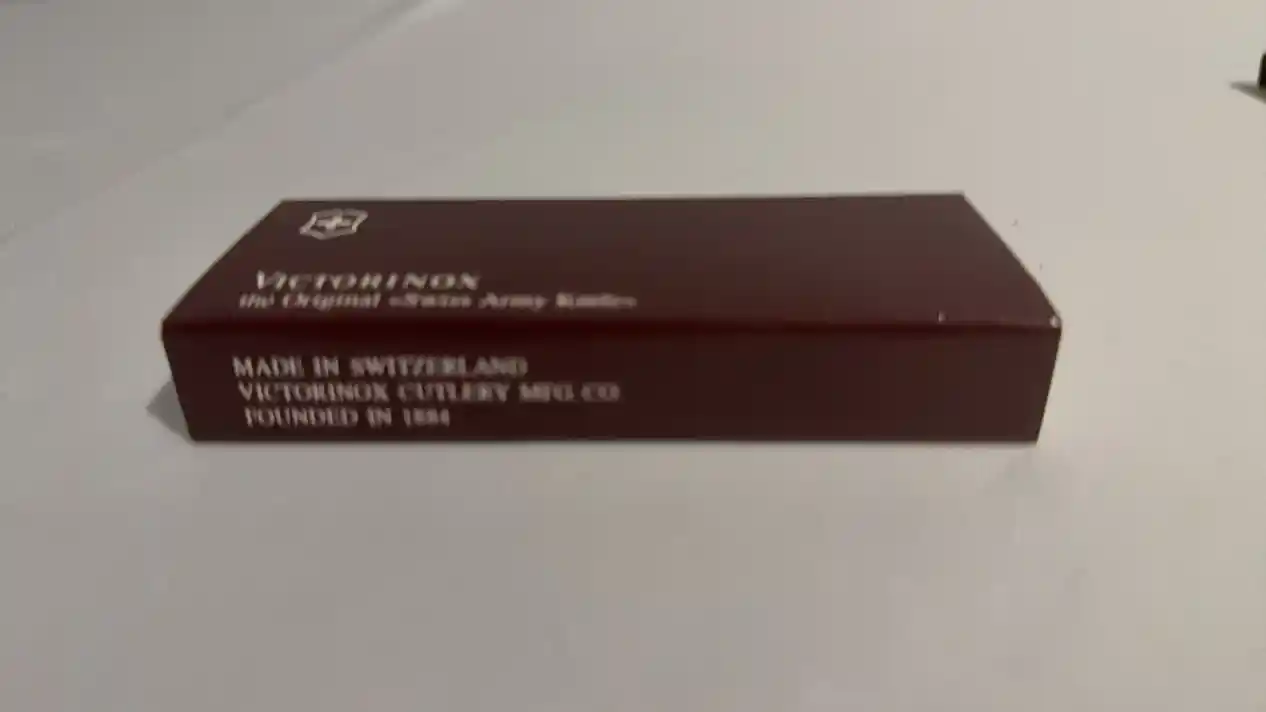 VICTORINOX
the Original «Swiss Army Knife»
MADE IN SWITZERLAND
VICTORINOX CUTLERY MFG. CO.
FOUNDED IN 1884